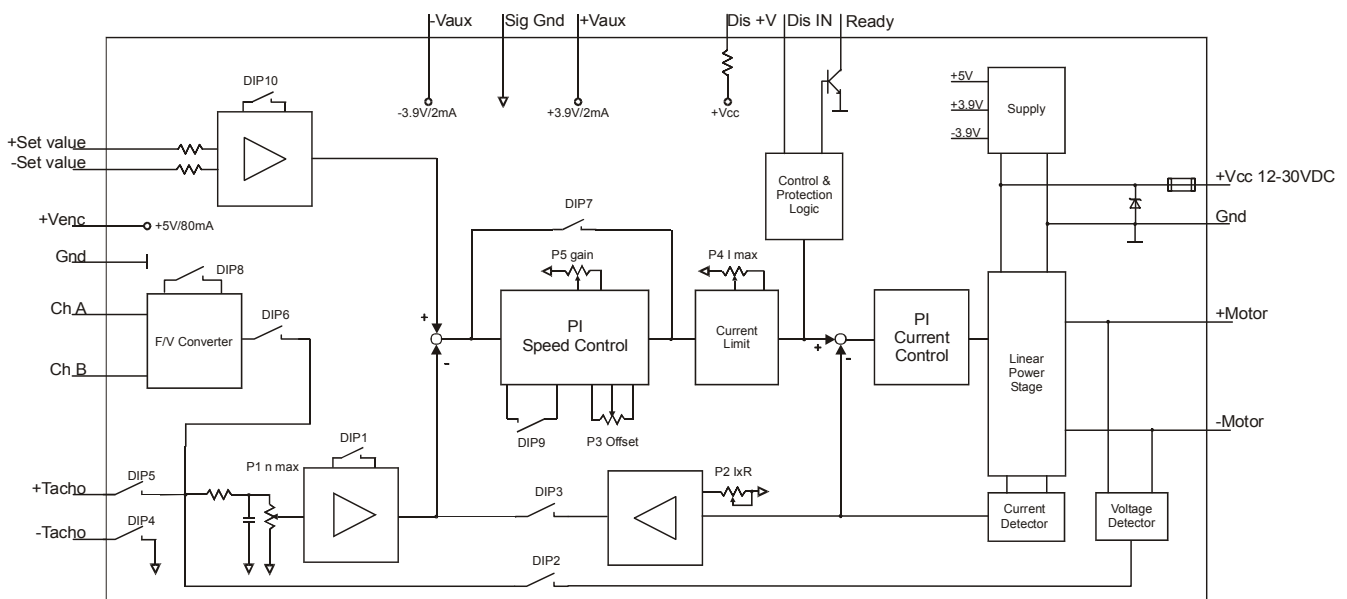 -Vaux
Sig Gnd
+Vaux
Dis +V
Dis IN
Ready
DIP10
-3.9V/2mA
+3.9V/2mA
+Vcc
+5V
+3.9V
-3.9V
Supply
+Set value
-Set value
Control &
Protection
Logic
+Vcc 12-30VDC
Gnd
+Venc
+5V/80mA
DIP7
Gnd
DIP8
P5 gain
P4 I max
Ch A
F/V Converter
DIP6
Ch B
+
-
PI
Speed Control
Current
Limit
+
-
PI
Current
Control
Linear
Power
Stage
+Motor
-Motor
DIP9
P3 Offset
DIP1
P1 n max
+Tacho
DIP5
-Tacho
DIP4
DIP3
P2 IxR
Current
Detector
Voltage
Detector
DIP2